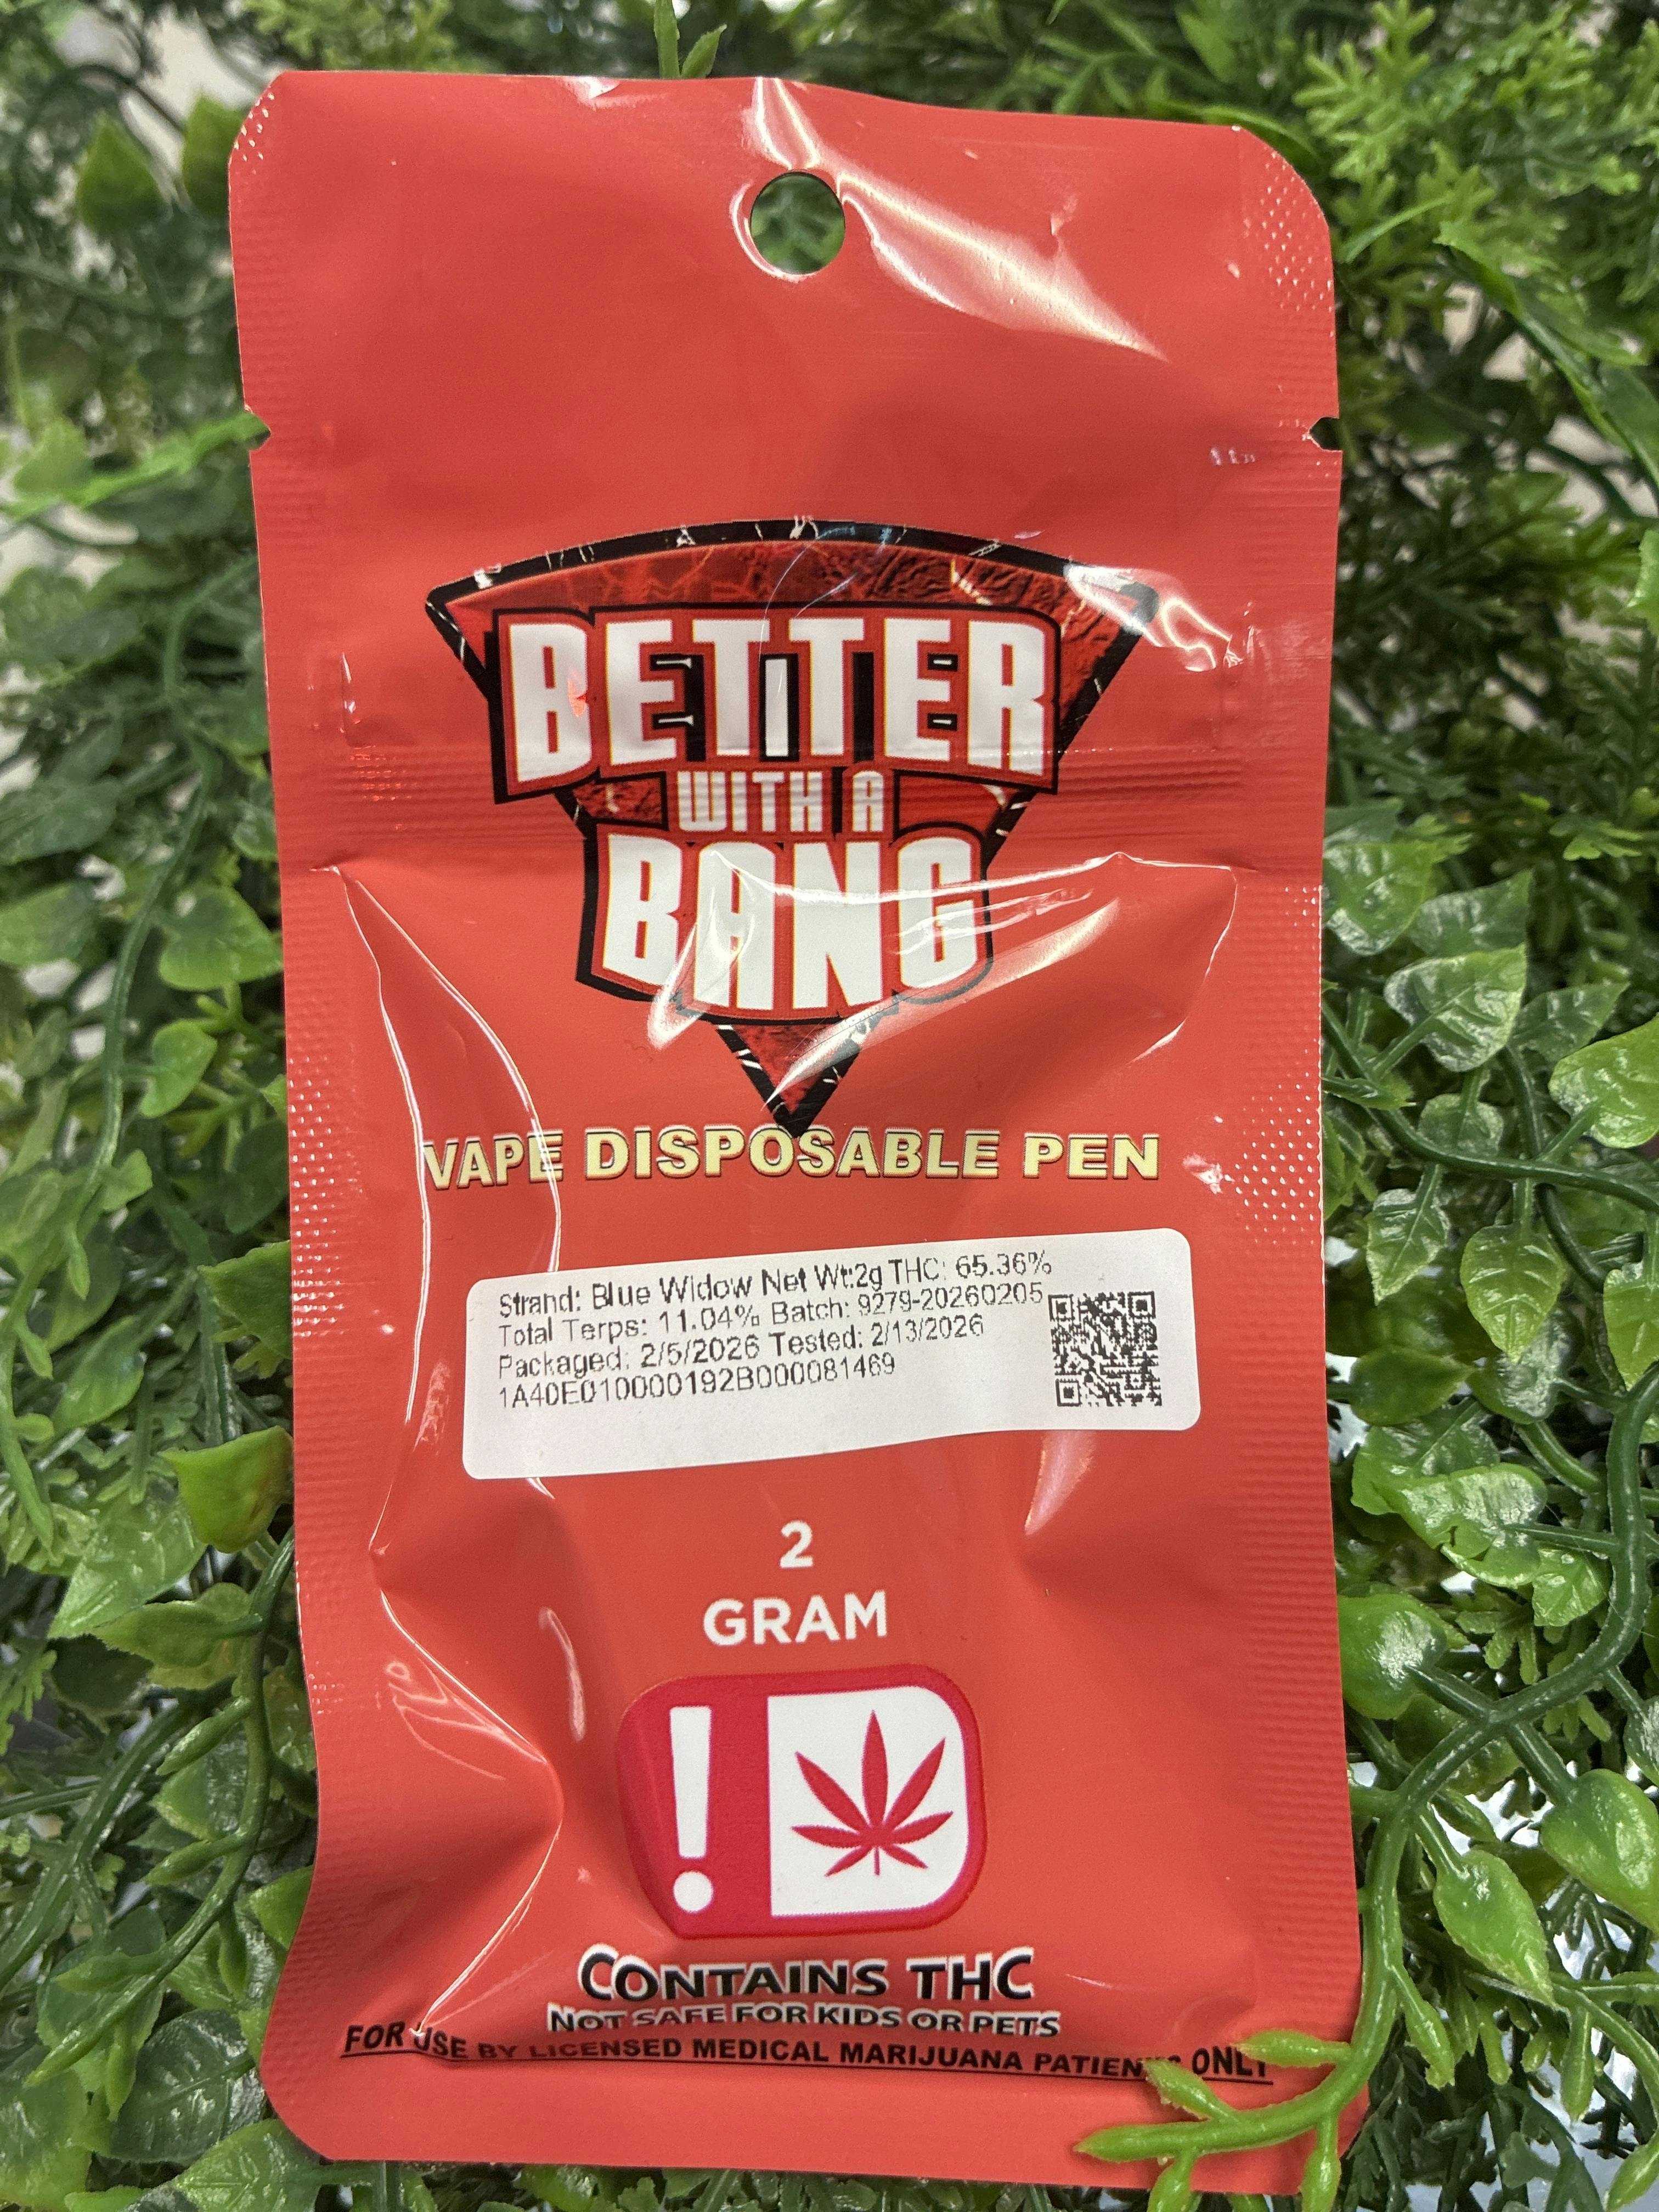 BETTER
WITH A
BANG
VAPE DISPOSABLE PEN
Strand: Blue Widow Net Wt:2g THC: 65.36%
Total Terps: 11.04% Batch: 9279-20260205
Packaged: 2/5/2026 Tested: 2/13/2026
1A40E010000192B000081469
2
GRAM
!
CONTAINS THC
NOT SAFE FOR KIDS OR PETS
FOR USE BY LICENSED MEDICAL MARIJUANA PATIENTS ONLY